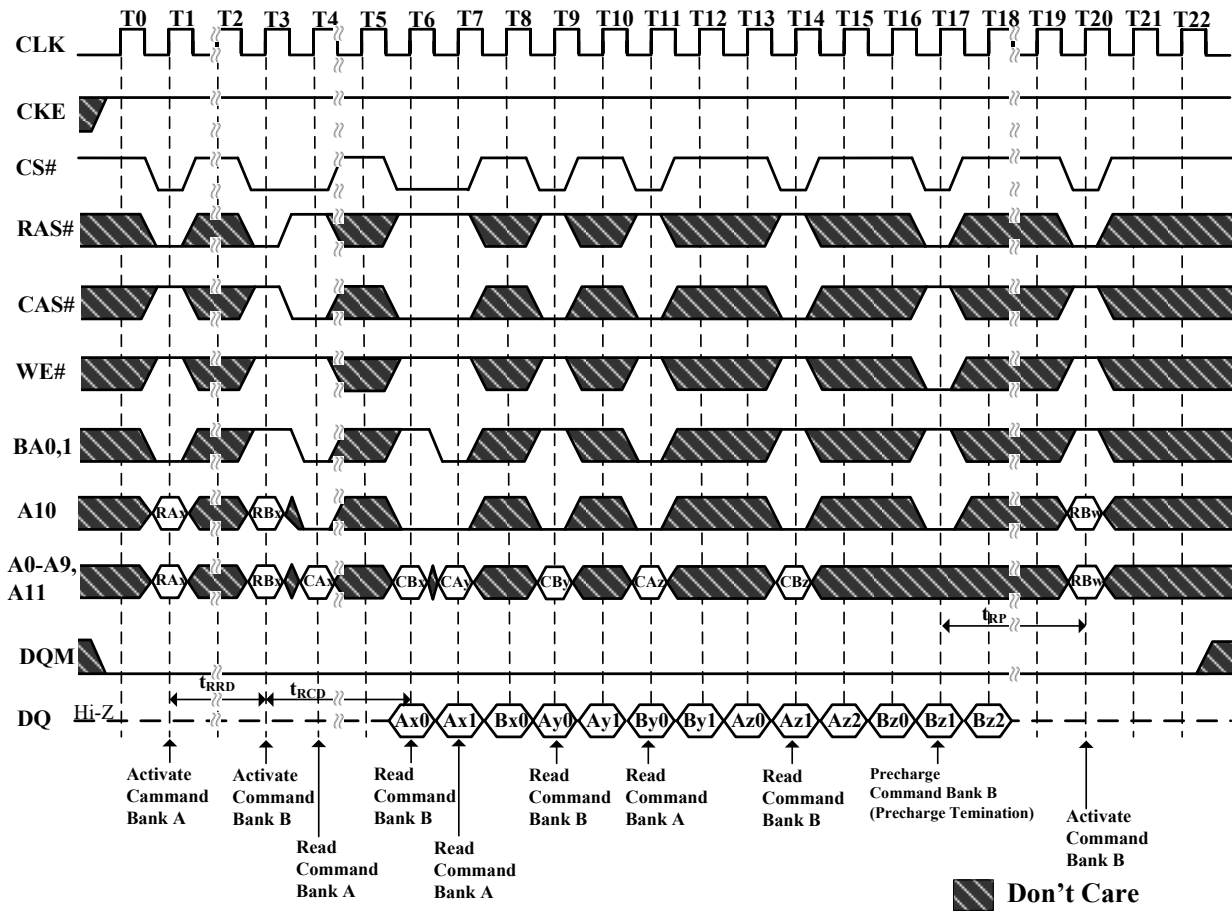 T0 T1 T2 T3 T4 T5 T6 T7 T8 T9 T10 T11 T12 T13 T14 T15 T16 T17 T18 T19 T20 T21 T22
CLK
CKE
CS#
RAS#
CAS#
WE#
BA0,1
A10
RAx RBx RBw
A0-A9,
A11
RAx RBx CAx CBx CAy CBy CAz CBz RBw
tRP
DQM
tRRD tRCD
DQ
Hi-Z
Ax0 Ax1 Bx0 Ay0 Ay1 By0 By1 Az0 Az1 Az2 Bz0 Bz1 Bz2
Activate
Cammand
Bank A
Activate
Command
Bank B
Read
Command
Bank A
Read
Command
Bank B
Read
Command
Bank A
Read
Command
Bank B
Read
Command
Bank A
Read
Command
Bank B
Precharge
Command Bank B
(Precharge Temination)
Activate
Command
Bank B
Don't Care